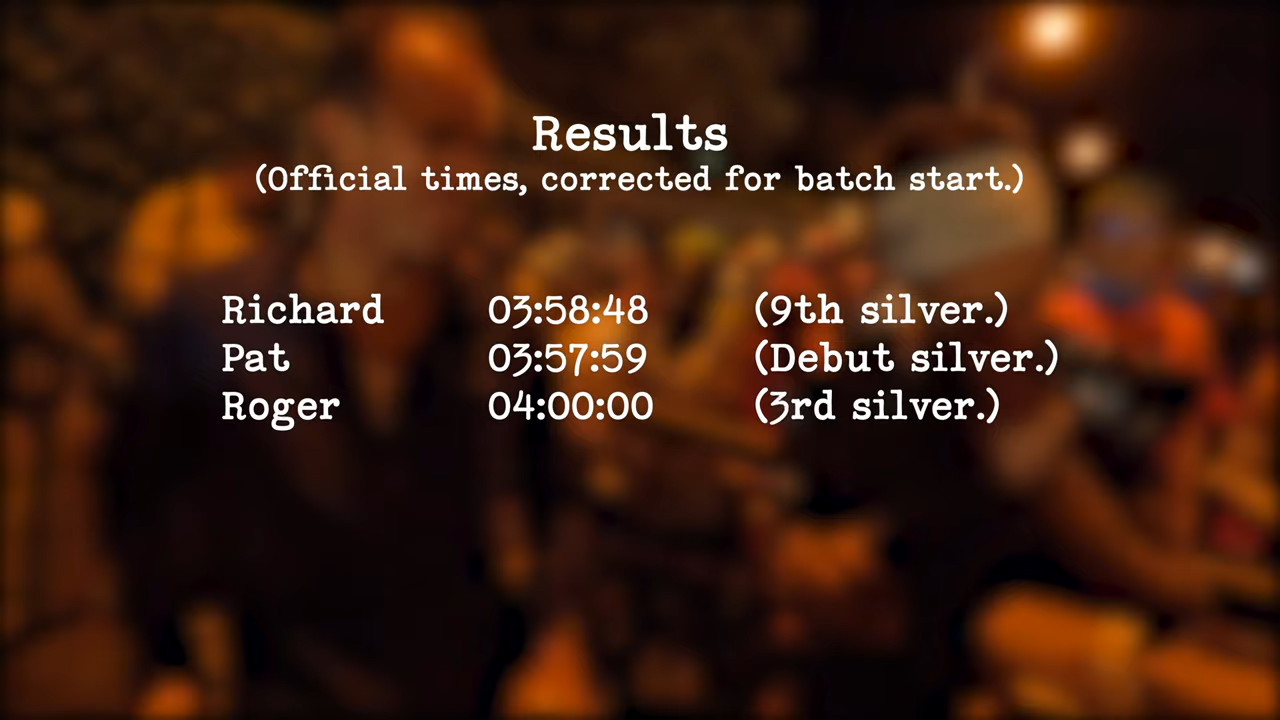 Results
(Official times, corrected for batch start.)
Richard 03:58:48 (9th silver.)
Pat 03:57:59 (Debut silver.)
Roger 04:00:00 (3rd silver.)